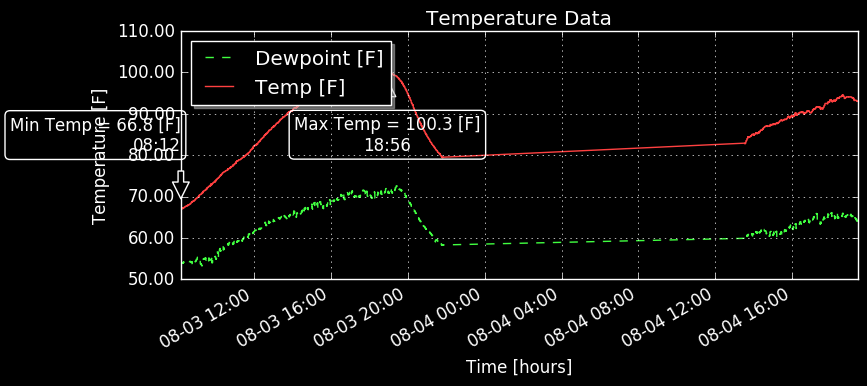 Temperature Data
110.00
100.00
90.00
80.00
70.00
60.00
50.00
Temperature [F]
Dewpoint [F]
Temp [F]
Min Temp = 66.8 [F]
08:12
Max Temp = 100.3 [F]
18:56
08-03 12:00
08-03 16:00
08-03 20:00
08-04 00:00
08-04 04:00
08-04 08:00
08-04 12:00
08-04 16:00
Time [hours]